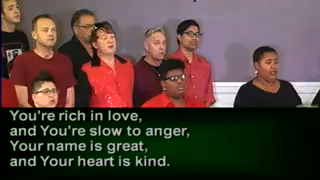 You're rich in love,
and You're slow to anger,
Your name is great,
and Your heart is kind.